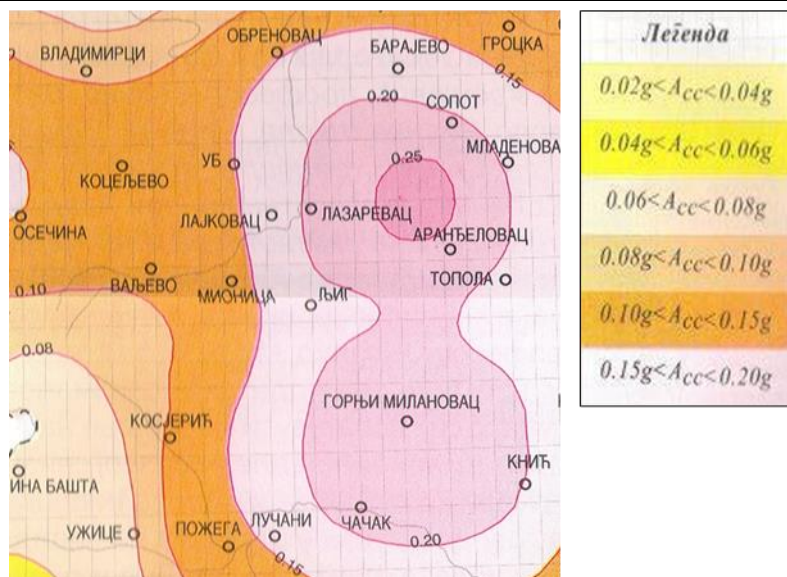 ОБРЕНОВАЦ
БАРАЈЕВО
ГРОЦКА
ВЛАДИМИРЦИ
0.15
0.20
СОПОТ
МЛАДЕНОВА
0.25
УБ
КОЦЕЉЕВО
ЛАЈКОВАЦ
ЛАЗАРЕВАЦ
ОСЕЧИНА
АРАНЂЕЛОВАЦ
ВАЉЕВО
МИОНИЦА
ТОПОЛА
0.10
ЉИГ
0.08
КОСЈЕРИЋ
ГОРЊИ МИЛАНОВАЦ
КНИЋ
ИНА БАШТА
УЖИЦЕ
ПОЖЕГА
ЛУЧАНИ
ЧАЧАК
0.20
0.15
Легенда
0.02g<Acc<0.04g
0.04g<Acc<0.06g
0.06<Acc<0.08g
0.08g<Acc<0.10g
0.10g<Acc<0.15g
0.15g<Acc<0.20g